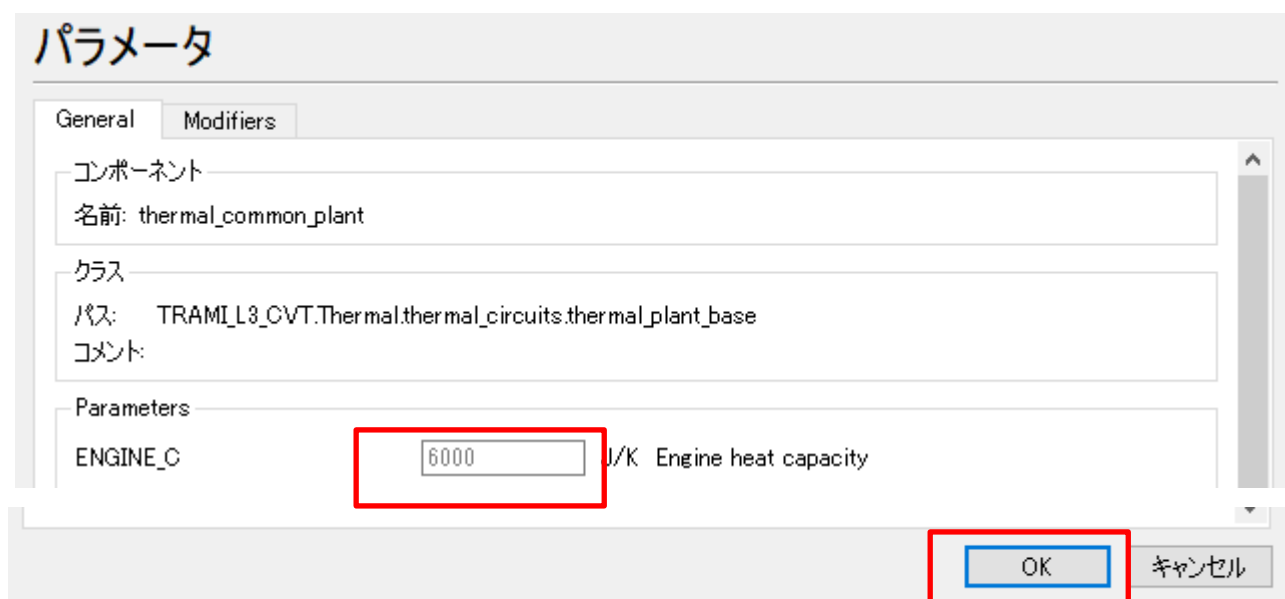 パラメータ
General Modifiers
コンポーネント
名前: thermal_common_plant
クラス
パス: TRAMI_L3_CVT.Thermal.thermal_circuits.thermal_plant_base
コメント:
Parameters
ENGINE_C 6000 J/K Engine heat capacity
OK キャンセル